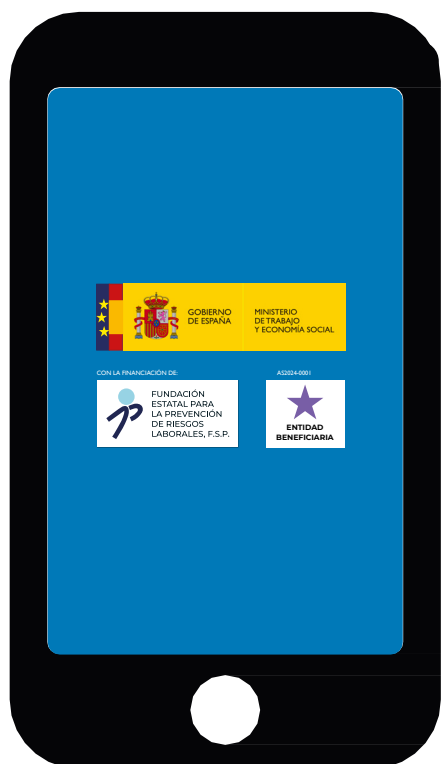 GOBIERNO
DE ESPAÑA
MINISTERIO
DE TRABAJO
Y ECONOMÍA SOCIAL
CON LA FINANCIACIÓN DE:
FUNDACIÓN
ESTATAL PARA
LA PREVENCIÓN
DE RIESGOS
LABORALES, F.S.P.
AS2024-0001
ENTIDAD
BENEFICIARIA